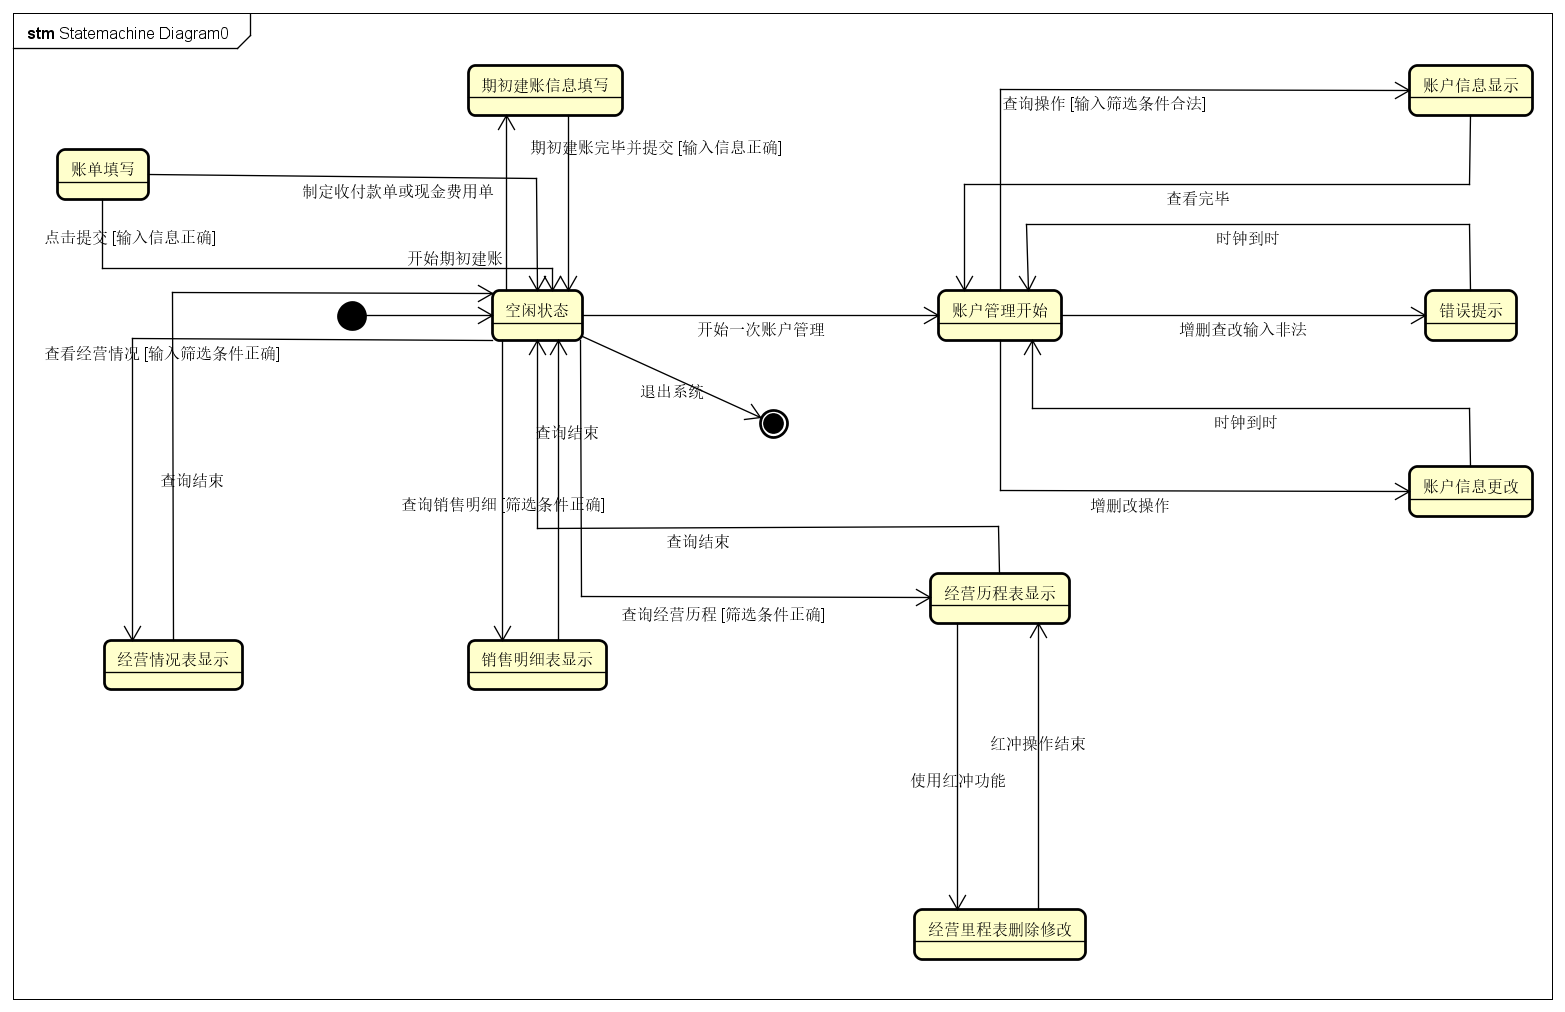 stm Statemachine Diagram0
期初建账信息填写
账户信息显示
查询操作 [输入筛选条件合法]
期初建账完毕并提交 [输入信息正确]
账单填写
制定收付款单或现金费用单
查看完毕
点击提交 [输入信息正确]
时钟到时
开始期初建账
空闲状态
账户管理开始
错误提示
开始一次账户管理
增删查改输入非法
查看经营情况 [输入筛选条件正确]
退出系统
时钟到时
查询结束
查询结束
账户信息更改
查询销售明细 [筛选条件正确]
增删改操作
查询结束
经营历程表显示
查询经营历程 [筛选条件正确]
经营情况表显示
销售明细表显示
红冲操作结束
使用红冲功能
经营里程表删除修改